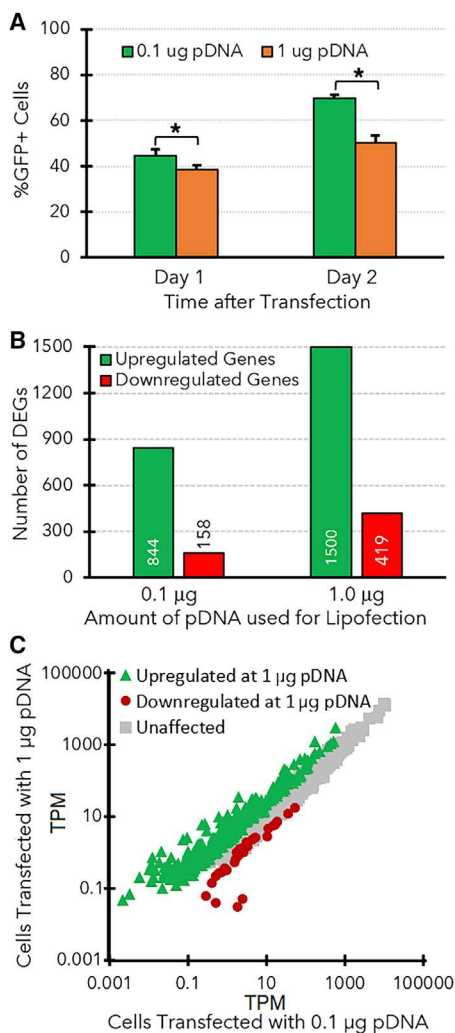 A
100
80
60
40
20
0
%GFP+ Cells
0.1 ug pDNA
1 ug pDNA
*
*
Day 1
Day 2
Time after Transfection
B
1500
1200
900
600
300
0
Number of DEGs
Upregulated Genes
Downregulated Genes
844
158
1500
419
0.1 µg
1.0 µg
Amount of pDNA used for Lipofection
C
100000
1000
10
0.1
0.001
Cells Transfected with 1 µg pDNA
TPM
Upregulated at 1 µg pDNA
Downregulated at 1 µg pDNA
Unaffected
0.001
0.1
10
1000
100000
TPM
Cells Transfected with 0.1 µg pDNA